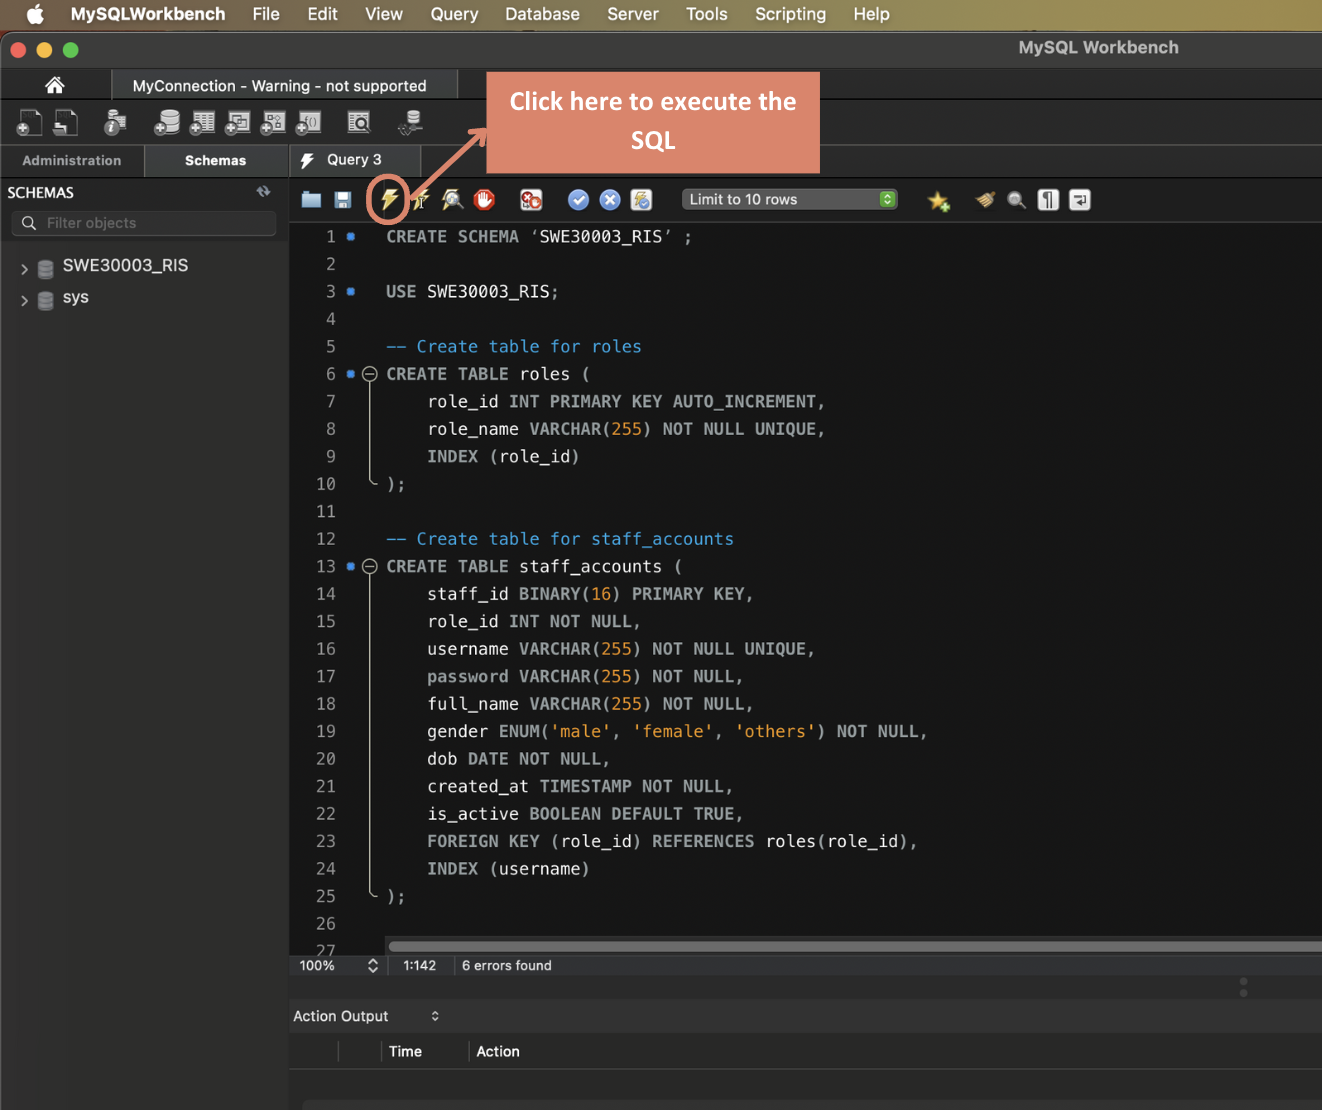 MySQLWorkbench File Edit View Query Database Server Tools Scripting Help
MySQL Workbench
MyConnection - Warning - not supported
Click here to execute the
SQL
Administration Schemas Query 3
SCHEMAS
Filter objects
Limit to 10 rows
SWE30003_RIS
sys
1 CREATE SCHEMA ‘SWE30003_RIS’ ;
2
3 USE SWE30003_RIS;
4
5 -- Create table for roles
6 CREATE TABLE roles (
7 role_id INT PRIMARY KEY AUTO_INCREMENT,
8 role_name VARCHAR(255) NOT NULL UNIQUE,
9 INDEX (role_id)
10 );
11
12 -- Create table for staff_accounts
13 CREATE TABLE staff_accounts (
14 staff_id BINARY(16) PRIMARY KEY,
15 role_id INT NOT NULL,
16 username VARCHAR(255) NOT NULL UNIQUE,
17 password VARCHAR(255) NOT NULL,
18 full_name VARCHAR(255) NOT NULL,
19 gender ENUM('male', 'female', 'others') NOT NULL,
20 dob DATE NOT NULL,
21 created_at TIMESTAMP NOT NULL,
22 is_active BOOLEAN DEFAULT TRUE,
23 FOREIGN KEY (role_id) REFERENCES roles(role_id),
24 INDEX (username)
25 );
26
27
100% 1:142 6 errors found
Action Output
Time Action